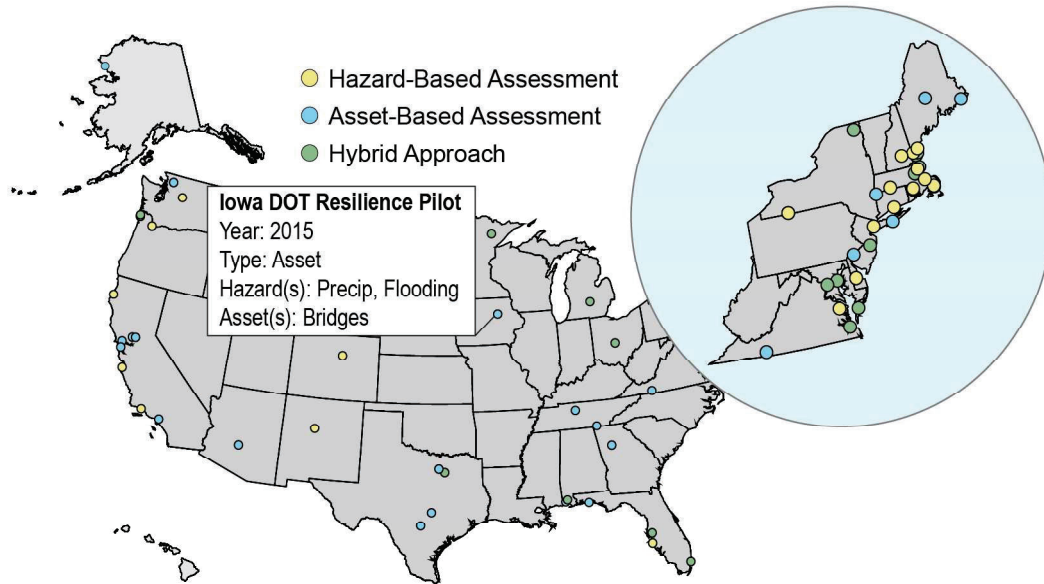 Hazard-Based Assessment
Asset-Based Assessment
Hybrid Approach
Iowa DOT Resilience Pilot
Year: 2015
Type: Asset
Hazard(s): Precip, Flooding
Asset(s): Bridges